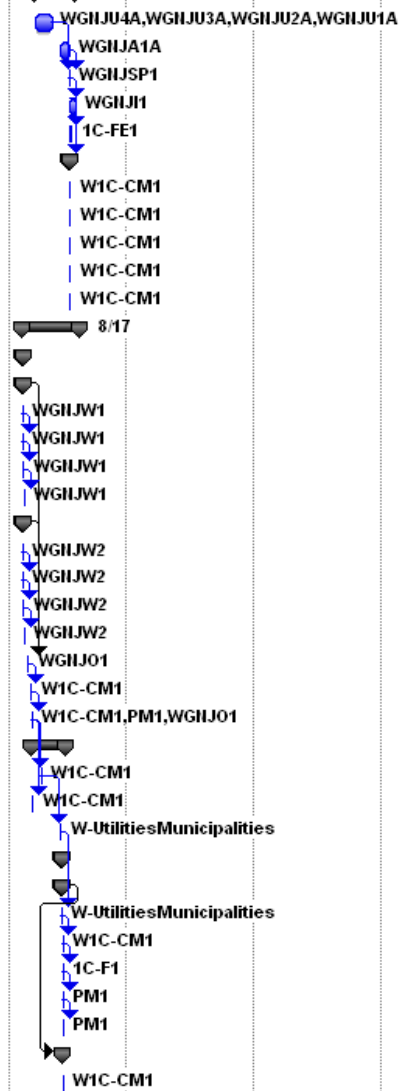 WGNJU4A,WGNJU3A,WGNJU2A,WGNJU1A
WGNJA1A
WGNJSP1
WGNJI1
1C-FE1
W1C-CM1
W1C-CM1
W1C-CM1
W1C-CM1
W1C-CM1
8/17
WGNJW1
WGNJW1
WGNJW1
WGNJW1
WGNJW2
WGNJW2
WGNJW2
WGNJW2
WGNJO1
W1C-CM1
W1C-CM1,PM1,WGNJO1
W1C-CM1
W1C-CM1
W-UtilitiesMunicipalities
W-UtilitiesMunicipalities
W1C-CM1
1C-F1
PM1
PM1
W1C-CM1